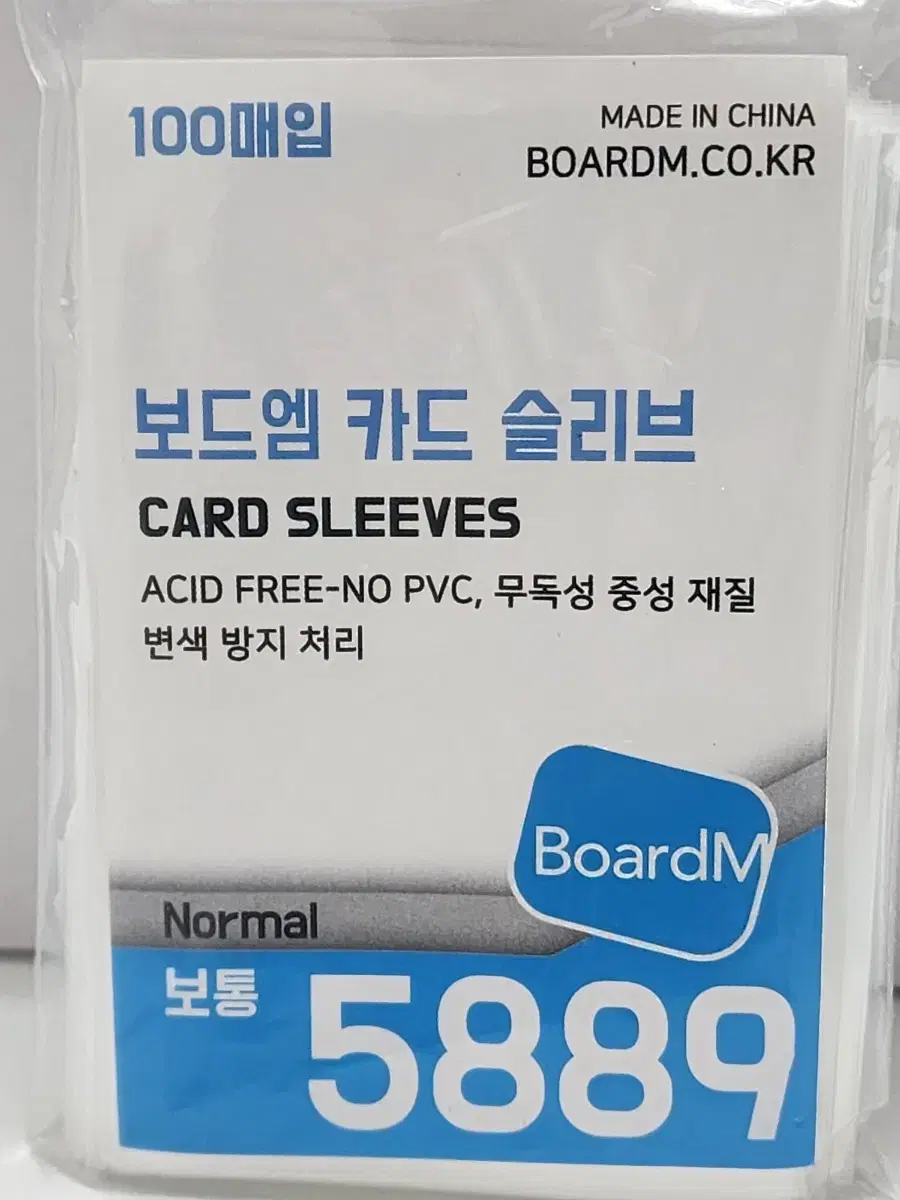 100매입
MADE IN CHINA
BOARDM.CO.KR
보드엠 카드 슬리브
CARD SLEEVES
ACID FREE-NO PVC, 무독성 중성 재질
변색 방지 처리
BoardM
Normal
보통
5889